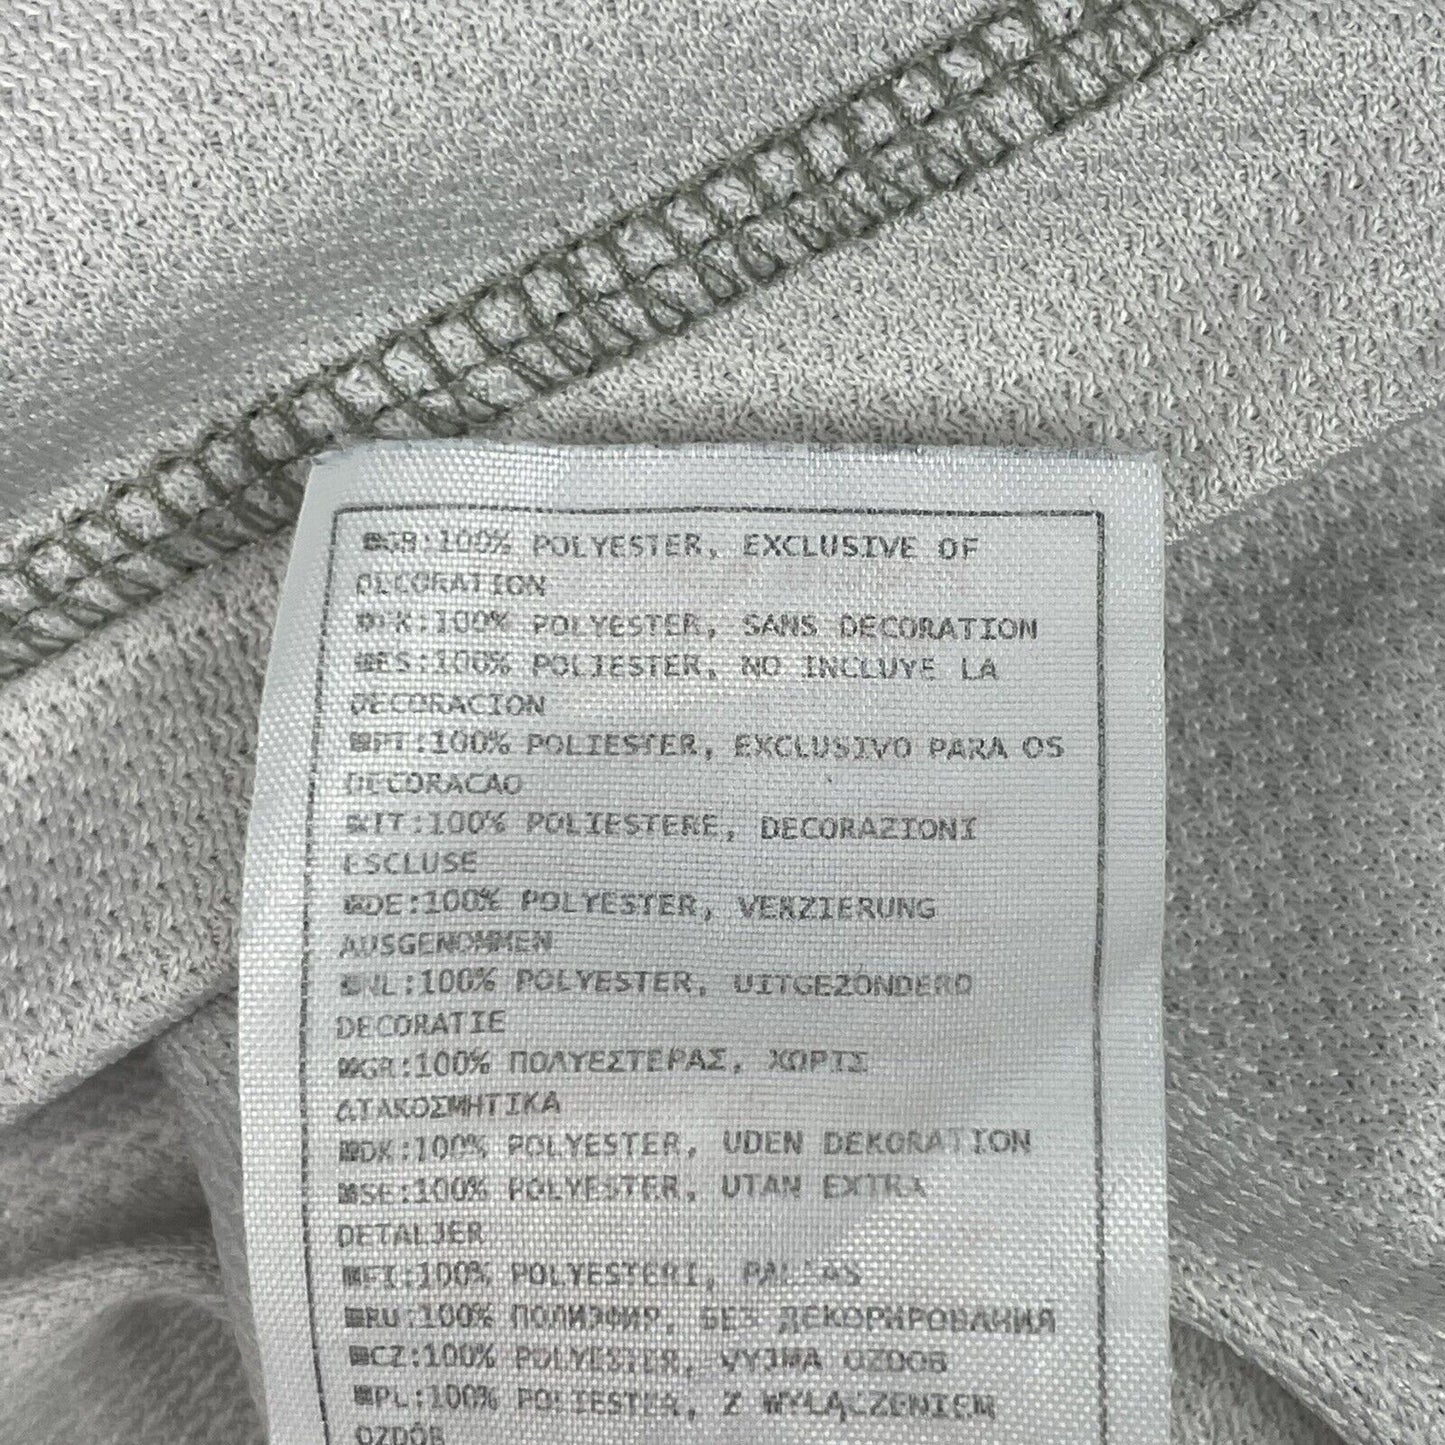 GB:100% POLYESTER, EXCLUSIVE OF
DECORATION
FR:100% POLYESTER, SANS DECORATION
ES:100% POLIESTER, NO INCLUYE LA
DECORACION
PT:100% POLIESTER, EXCLUSIVO PARA OS
DECORACAO
IT:100% POLIESTERE, DECORAZIONI
ESCLUSE
DE:100% POLYESTER, VERZIERUNG
AUSGENOMMEN
NL:100% POLYESTER, UITGEZONDERD
DECORATIE
GR:100% ΠΟΛΥΕΣΤΕΡΑΣ, ΧΩΡΙΣ
ΔΙΑΚΟΣΜΗΤΙΚΑ
DK:100% POLYESTER, UDEN DEKORATION
SE:100% POLYESTER, UTAN EXTRA
DETALJER
FI:100% POLYESTERI,
RU:100% ПОЛИЭФИР, БЕЗ ДЕКОРИРОВАНИЯ
CZ:100% POLYESTER, VYJMA OZDOB
PL:100% POLIESTER, Z WYŁĄCZENIEM
OZDÓB